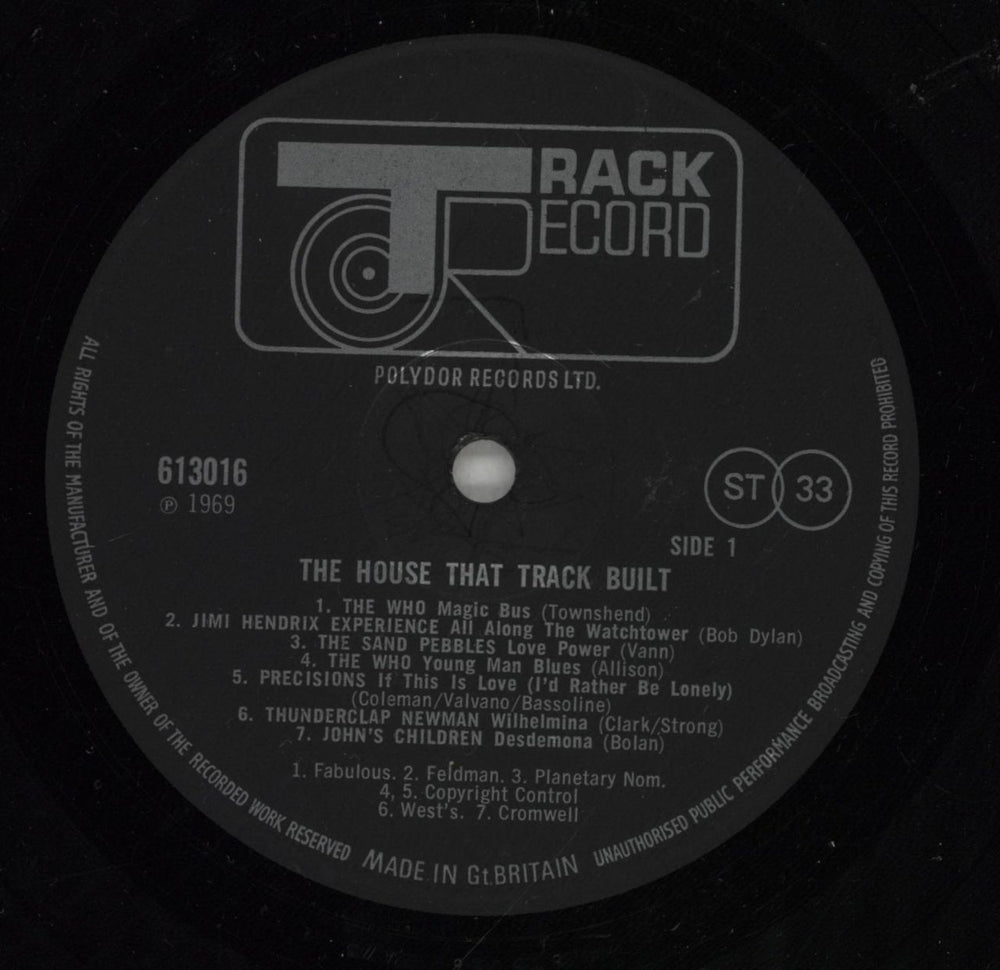 TRACK
RECORD
POLYDOR RECORDS LTD.
613016
℗ 1969
ST 33
SIDE 1
THE HOUSE THAT TRACK BUILT
1. THE WHO Magic Bus (Townshend)
2. JIMI HENDRIX EXPERIENCE All Along The Watchtower (Bob Dylan)
3. THE SAND PEBBLES Love Power (Vann)
4. THE WHO Young Man Blues (Allison)
5. PRECISIONS If This Is Love (I'd Rather Be Lonely)
(Coleman/Valvano/Bassoline)
6. THUNDERCLAP NEWMAN Wilhelmina (Clark/Strong)
7. JOHN'S CHILDREN Desdemona (Bolan)
1. Fabulous. 2. Feldman. 3. Planetary Nom.
4, 5. Copyright Control
6. West's. 7. Cromwell
ALL RIGHTS OF THE MANUFACTURER AND OF THE OWNER OF THE RECORDED WORK RESERVED
MADE IN Gt.BRITAIN
UNAUTHORISED PUBLIC PERFORMANCE BROADCASTING AND COPYING OF THIS RECORD PROHIBITED